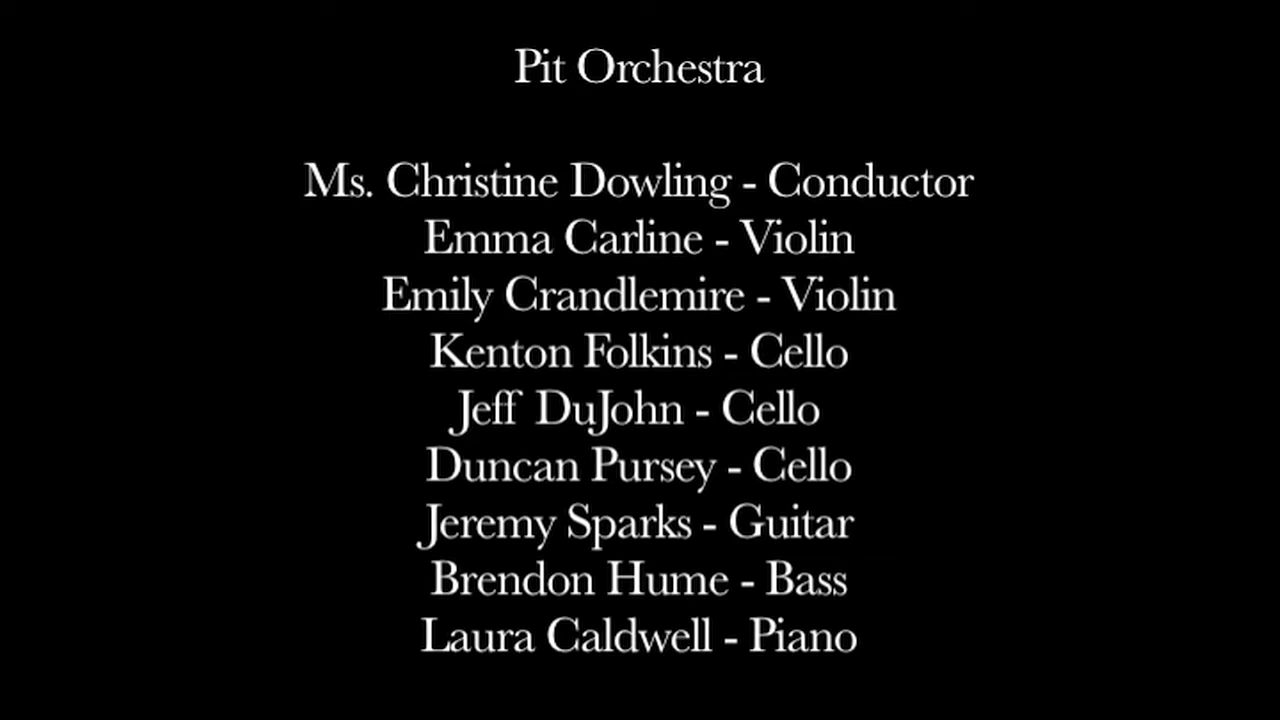 Pit Orchestra
Ms. Christine Dowling - Conductor
Emma Carline - Violin
Emily Crandlemire - Violin
Kenton Folkins - Cello
Jeff DuJohn - Cello
Duncan Pursey - Cello
Jeremy Sparks - Guitar
Brendon Hume - Bass
Laura Caldwell - Piano